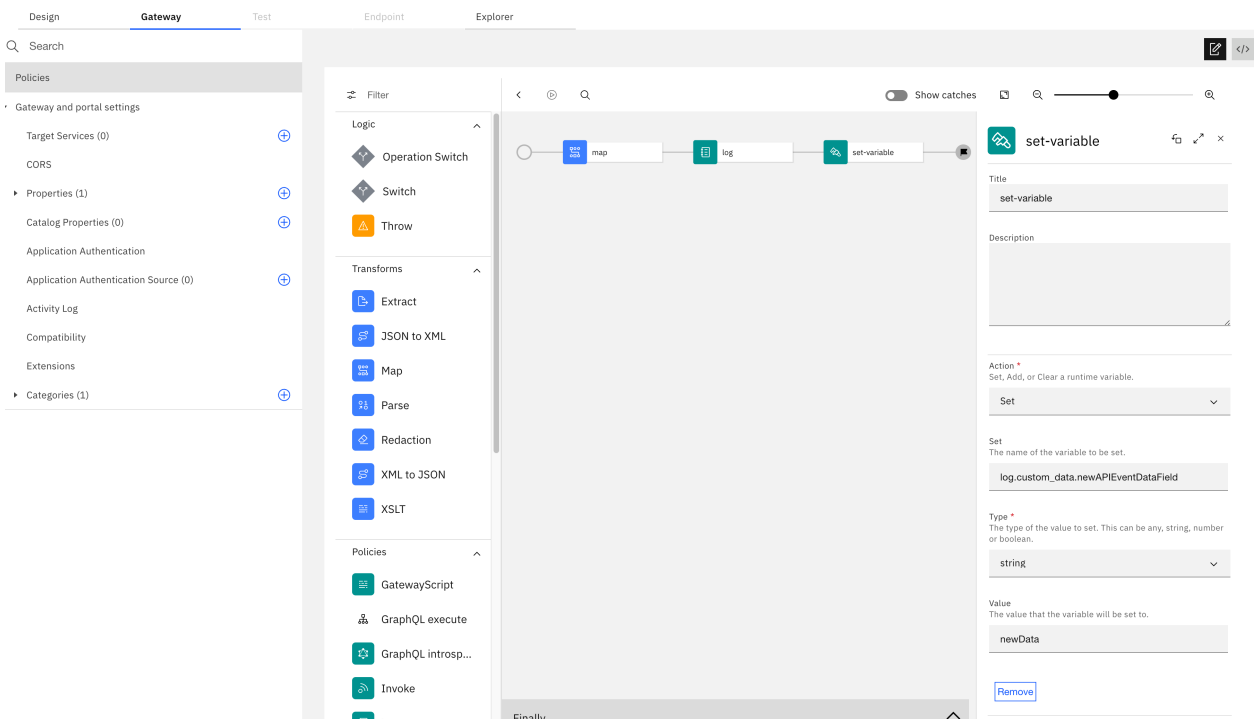 Design
Gateway
Test
Endpoint
Explorer
Search
Policies
Gateway and portal settings
Target Services (0)
CORS
Properties (1)
Catalog Properties (0)
Application Authentication
Application Authentication Source (0)
Activity Log
Compatibility
Extensions
Categories (1)
Filter
Logic
Operation Switch
Switch
Throw
Transforms
Extract
JSON to XML
Map
Parse
Redaction
XML to JSON
XSLT
Policies
GatewayScript
GraphQL execute
GraphQL introsp...
Invoke
Show catches
map
log
set-variable
Finally
set-variable
Title
set-variable
Description
Action *
Set, Add, or Clear a runtime variable.
Set
Set
The name of the variable to be set.
log.custom_data.newAPIEventDataField
Type *
The type of the value to set. This can be any, string, number
or boolean.
string
Value
The value that the variable will be set to.
newData
Remove